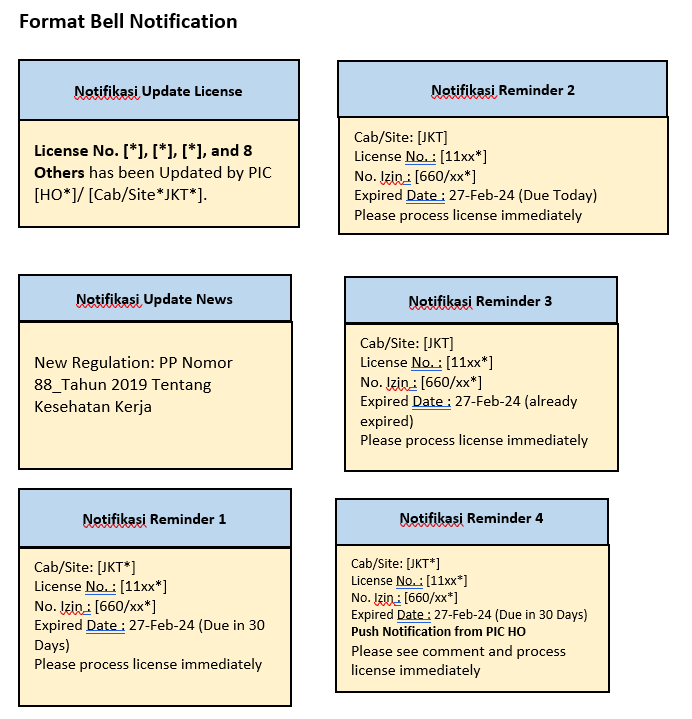 Format Bell Notification
Notifikasi Update License
License No. [*], [*], [*], and 8
Others has been Updated by PIC
[HO*]/ [Cab/Site*JKT*].
Notifikasi Reminder 2
Cab/Site: [JKT]
License No. : [11xx*]
No. Izin : [660/xx*]
Expired Date : 27-Feb-24 (Due Today)
Please process license immediately
Notifikasi Update News
New Regulation: PP Nomor
88_Tahun 2019 Tentang
Kesehatan Kerja
Notifikasi Reminder 3
Cab/Site: [JKT]
License No. : [11xx*]
No. Izin : [660/xx*]
Expired Date : 27-Feb-24 (already
expired)
Please process license immediately
Notifikasi Reminder 1
Cab/Site: [JKT*]
License No. : [11xx*]
No. Izin : [660/xx*]
Expired Date : 27-Feb-24 (Due in 30
Days)
Please process license immediately
Notifikasi Reminder 4
Cab/Site: [JKT*]
License No. : [11xx*]
No. Izin : [660/xx*]
Expired Date : 27-Feb-24 (Due in 30 Days)
Push Notification from PIC HO
Please see comment and process
license immediately